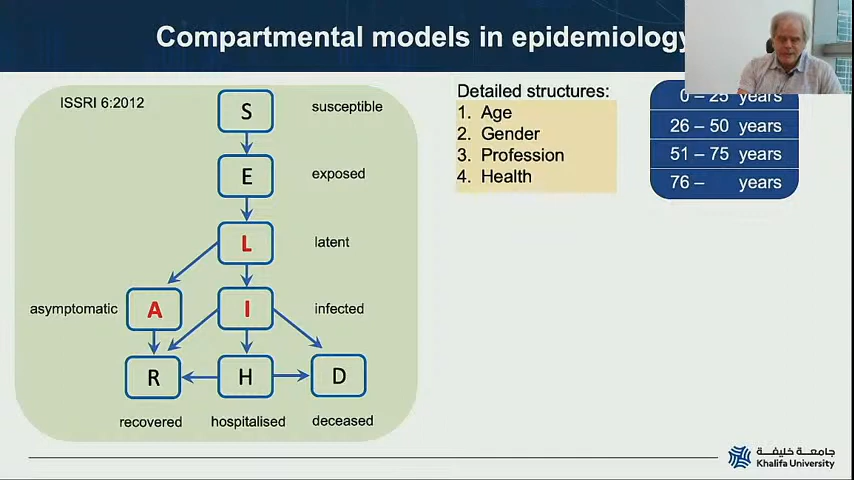 Compartmental models in epidemiology
ISSRI 6:2012
S susceptible
E exposed
L latent
asymptomatic A I infected
R H D
recovered hospitalised deceased
Detailed structures:
1. Age
2. Gender
3. Profession
4. Health
0 – 25 years
26 – 50 years
51 – 75 years
76 – years
جامعة خليفة
Khalifa University